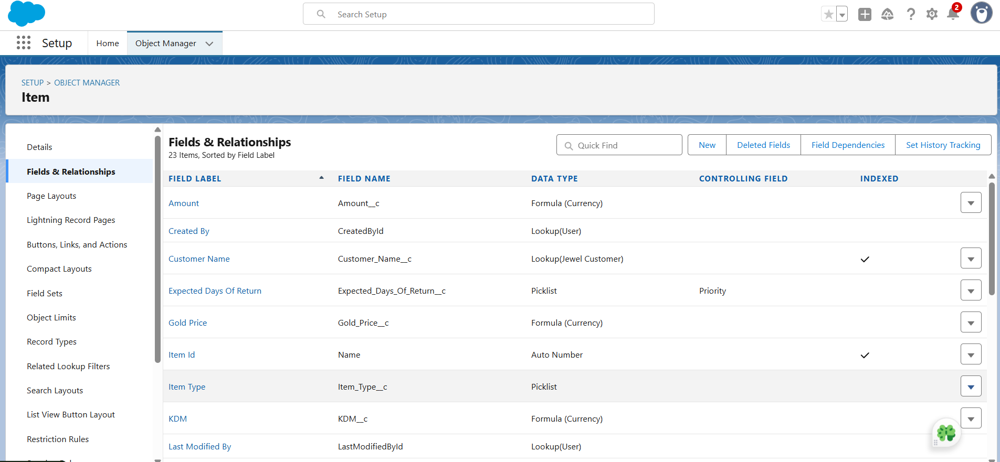 Search Setup
2
Setup
Home
Object Manager
SETUP > OBJECT MANAGER
Item
Details
Fields & Relationships
Page Layouts
Lightning Record Pages
Buttons, Links, and Actions
Compact Layouts
Field Sets
Object Limits
Record Types
Related Lookup Filters
Search Layouts
List View Button Layout
Restriction Rules
Fields & Relationships
23 Items, Sorted by Field Label
Quick Find
New
Deleted Fields
Field Dependencies
Set History Tracking
FIELD LABEL FIELD NAME DATA TYPE CONTROLLING FIELD INDEXED
Amount Amount__c Formula (Currency)
Created By CreatedById Lookup(User)
Customer Name Customer_Name__c Lookup(Jewel Customer)
Expected Days Of Return Expected_Days_Of_Return__c Picklist Priority
Gold Price Gold_Price__c Formula (Currency)
Item Id Name Auto Number
Item Type Item_Type__c Picklist
KDM KDM__c Formula (Currency)
Last Modified By LastModifiedById Lookup(User)